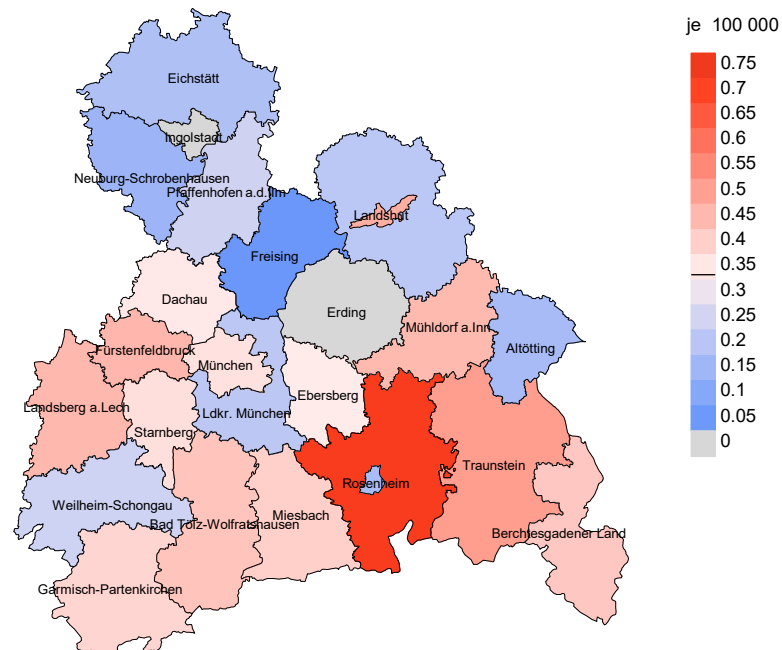 je 100 000
0.75
0.7
0.65
0.6
0.55
0.5
0.45
0.4
0.35
0.3
0.25
0.2
0.15
0.1
0.05
0
Eichstätt
Ingolstadt
Neuburg-Schrobenhausen
Pfaffenhofen a.d.Ilm
Landshut
Freising
Dachau
Erding
Mühldorf a.Inn
Altötting
Fürstenfeldbruck
München
Ebersberg
Landsberg a.Lech
Ldkr. München
Starnberg
Traunstein
Rosenheim
Weilheim-Schongau
Miesbach
Bad Tölz-Wolfratshausen
Berchtesgadener Land
Garmisch-Partenkirchen